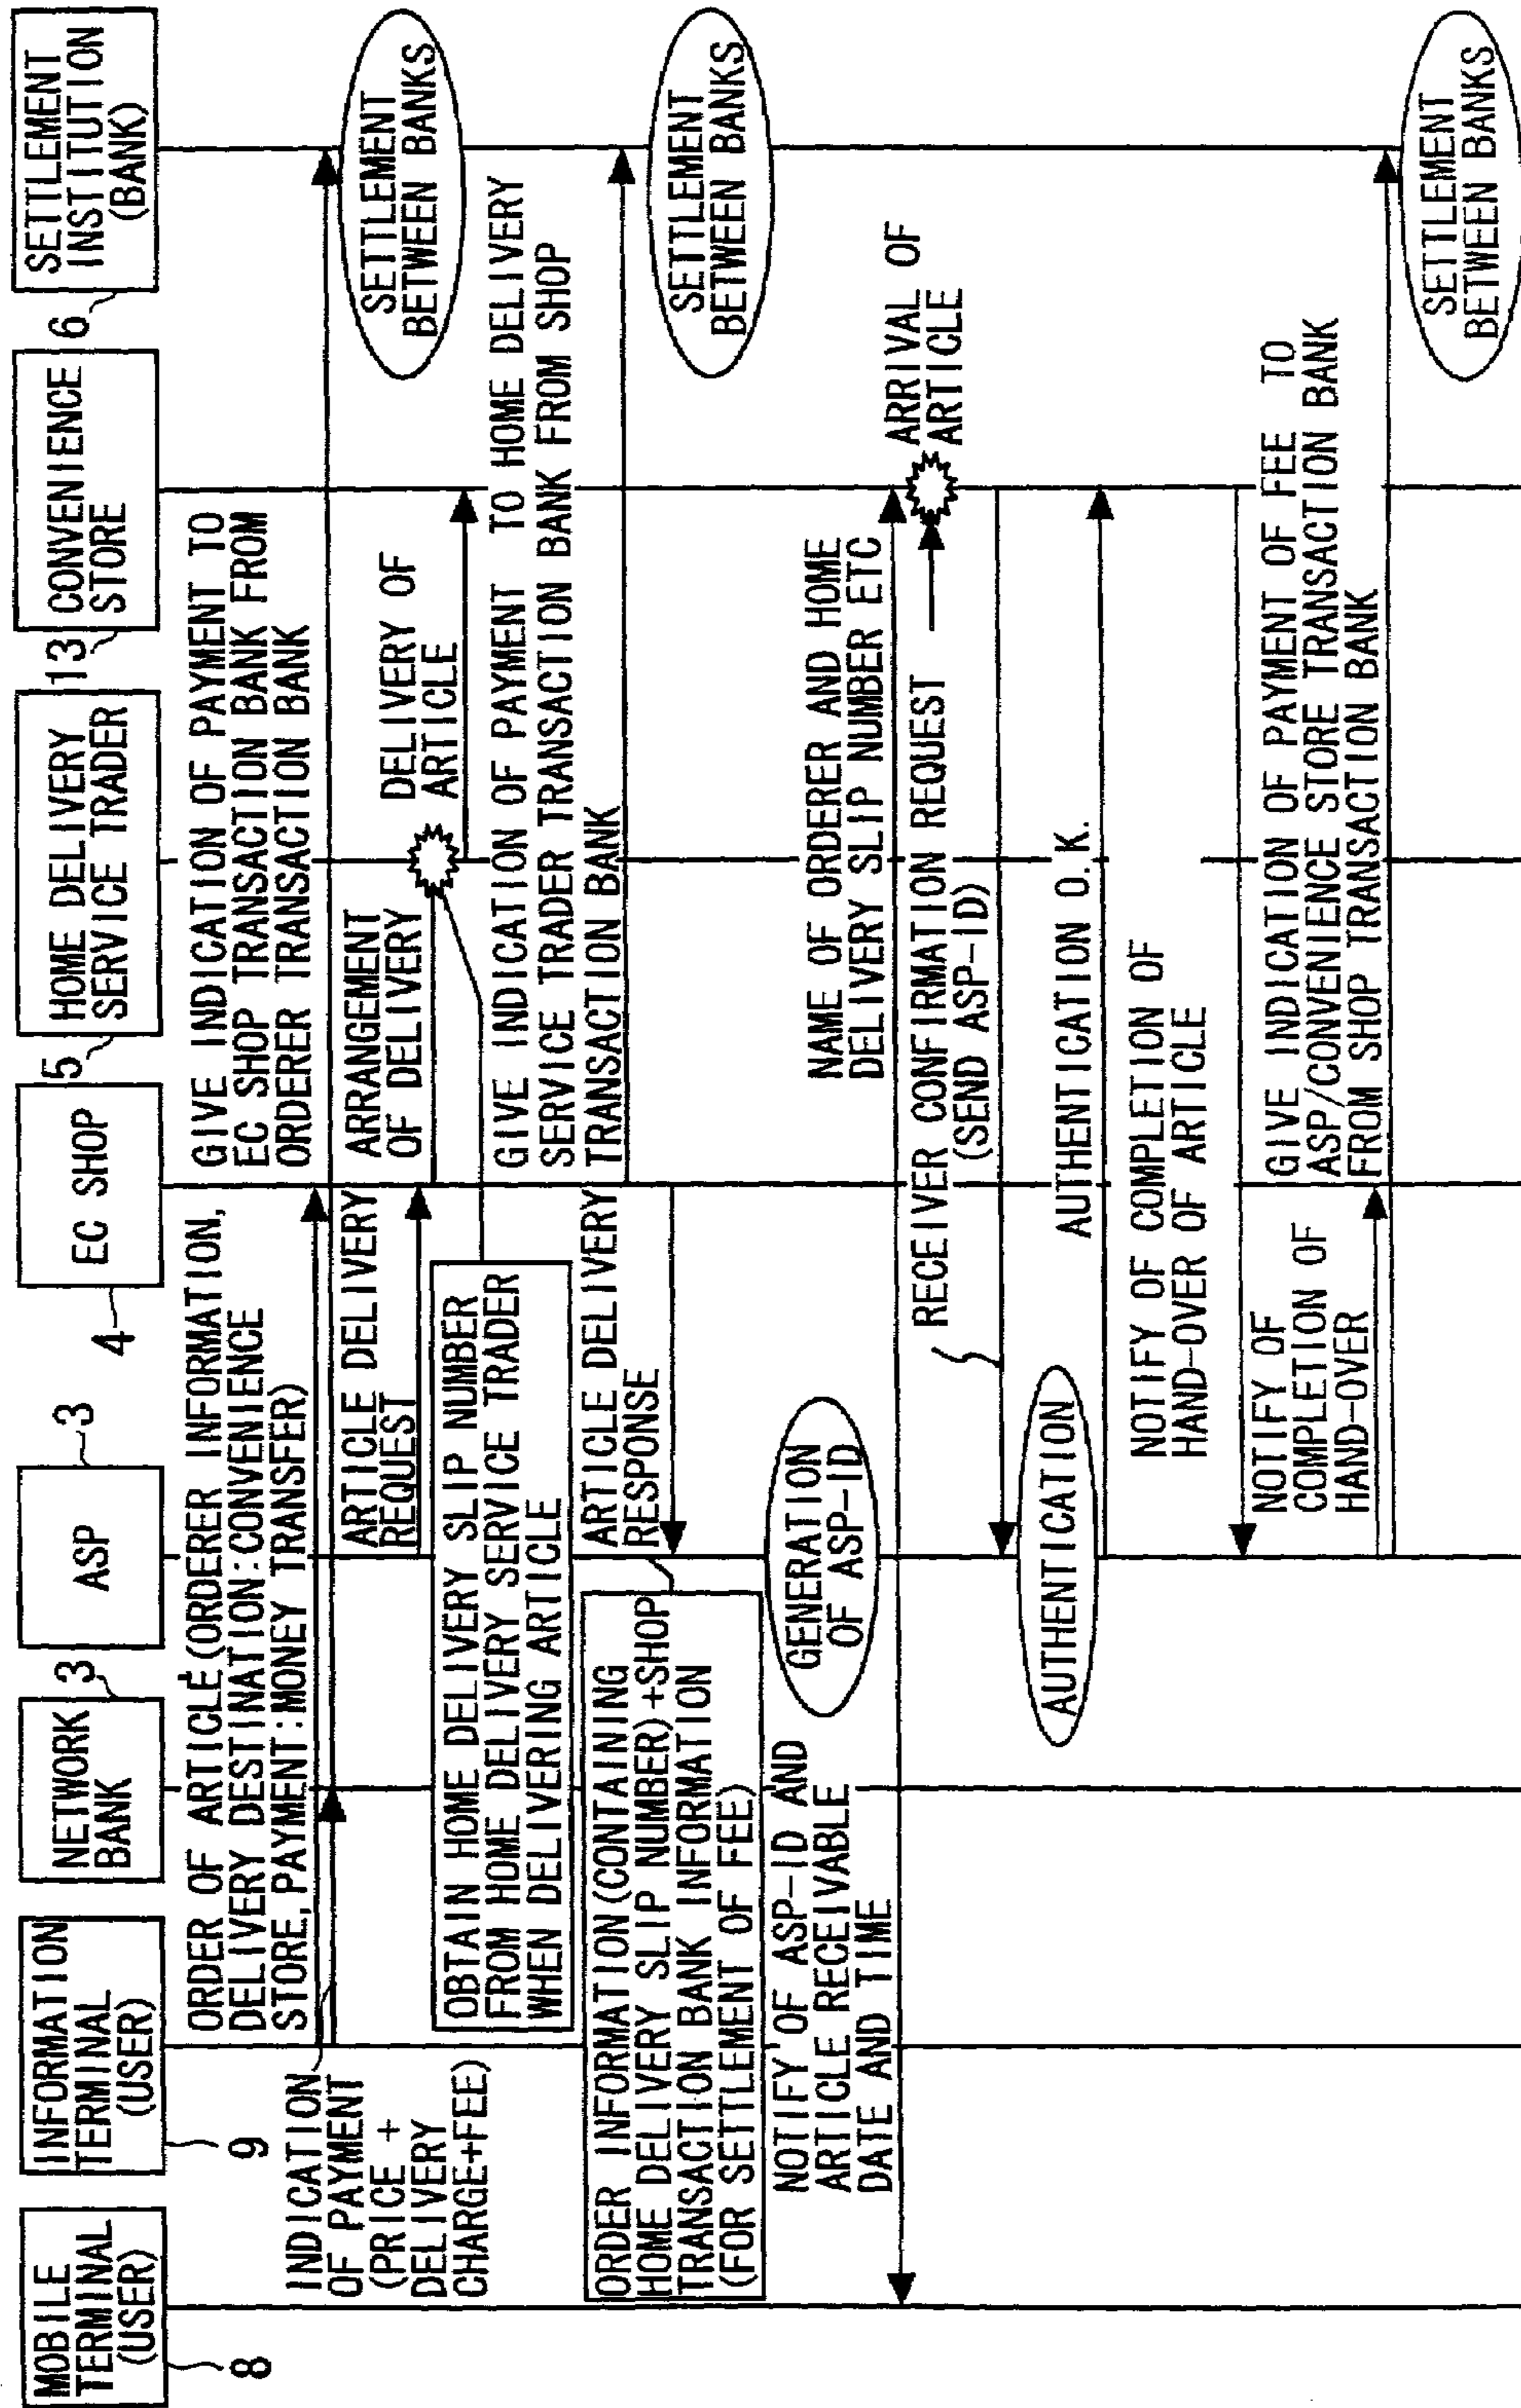 MOBILE
TERMINAL
(USER)
8
INFORMATION
TERMINAL
(USER)
9
NETWORK
BANK
3
ASP
3
EC SHOP
4
HOME DELIVERY
SERVICE TRADER
5
CONVENIENCE
STORE
13
SETTLEMENT
INSTITUTION
(BANK)
6
ORDER OF ARTICLE(ORDERER INFORMATION,
DELIVERY DESTINATION:CONVENIENCE
STORE,PAYMENT:MONEY TRANSFER)
GIVE INDICATION OF PAYMENT TO
EC SHOP TRANSACTION BANK FROM
ORDERER TRANSACTION BANK
INDICATION
OF PAYMENT
(PRICE +
DELIVERY
CHARGE+FEE)
SETTLEMENT
BETWEEN BANKS
ARTICLE DELIVERY
REQUEST
ARRANGEMENT
OF DELIVERY
DELIVERY OF
ARTICLE
OBTAIN HOME DELIVERY SLIP NUMBER
FROM HOME DELIVERY SERVICE TRADER
WHEN DELIVERING ARTICLE
GIVE INDICATION OF PAYMENT TO HOME DELIVERY
SERVICE TRADER TRANSACTION BANK FROM SHOP
TRANSACTION BANK
SETTLEMENT
BETWEEN BANKS
ARTICLE DELIVERY
RESPONSE
ORDER INFORMATION(CONTAINING
HOME DELIVERY SLIP NUMBER)+SHOP
TRANSACTION BANK INFORMATION
(FOR SETTLEMENT OF FEE)
GENERATION
OF ASP-ID
NOTIFY OF ASP-ID AND
ARTICLE RECEIVABLE
DATE AND TIME
NAME OF ORDERER AND HOME
DELIVERY SLIP NUMBER ETC
ARRIVAL OF
ARTICLE
RECEIVER CONFIRMATION REQUEST
(SEND ASP-ID)
AUTHENTICATION
AUTHENTICATION O.K.
NOTIFY OF COMPLETION OF
HAND-OVER OF ARTICLE
NOTIFY OF
COMPLETION OF
HAND-OVER
GIVE INDICATION OF PAYMENT OF FEE TO
ASP/CONVENIENCE STORE TRANSACTION BANK
FROM SHOP TRANSACTION BANK
SETTLEMENT
BETWEEN BANKS